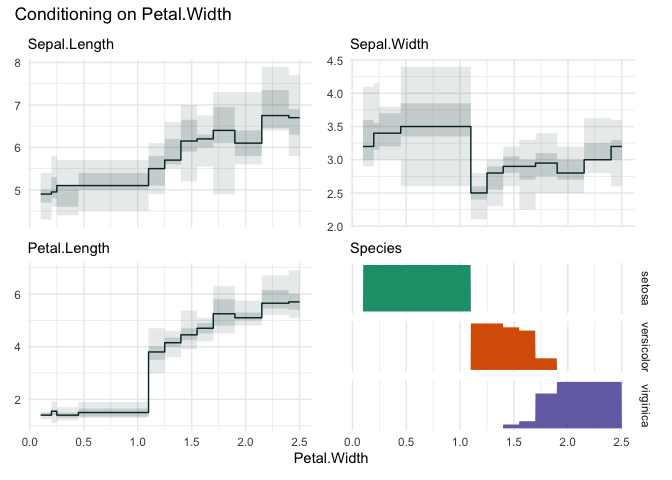 Conditioning on Petal.Width
Sepal.Length
8
7
6
5
Sepal.Width
4.5
4.0
3.5
3.0
2.5
2.0
Petal.Length
6
4
2
0.0 0.5 1.0 1.5 2.0 2.5
Species
setosa
versicolor
virginica
0.0 0.5 1.0 1.5 2.0 2.5
Petal.Width